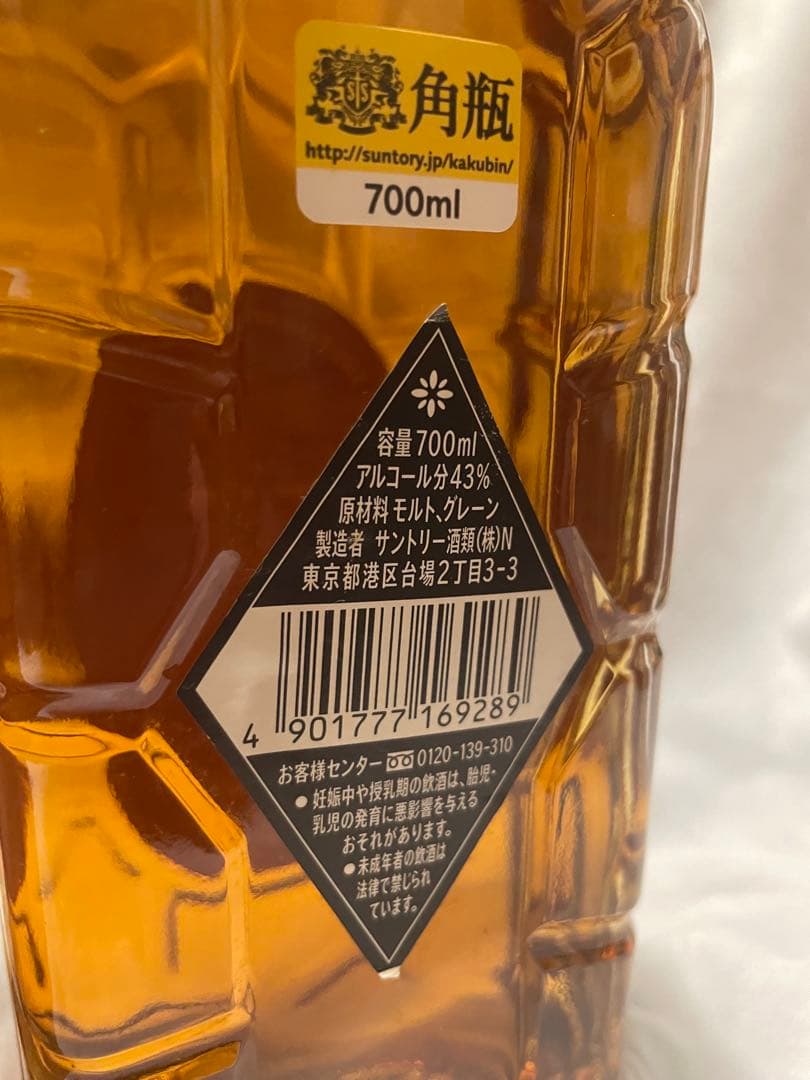 角瓶
http://suntory.jp/kakubin/
700ml
容量700ml
アルコール分43%
原材料 モルト、グレーン
製造者 サントリー酒類(株)N
東京都港区台場2丁目3-3
4 901777 169289
お客様センター 0120-139-310
●妊娠中や授乳期の飲酒は、胎児・
乳児の発育に悪影響を与える
おそれがあります。
●未成年者の飲酒は
法律で禁じられ
ています。